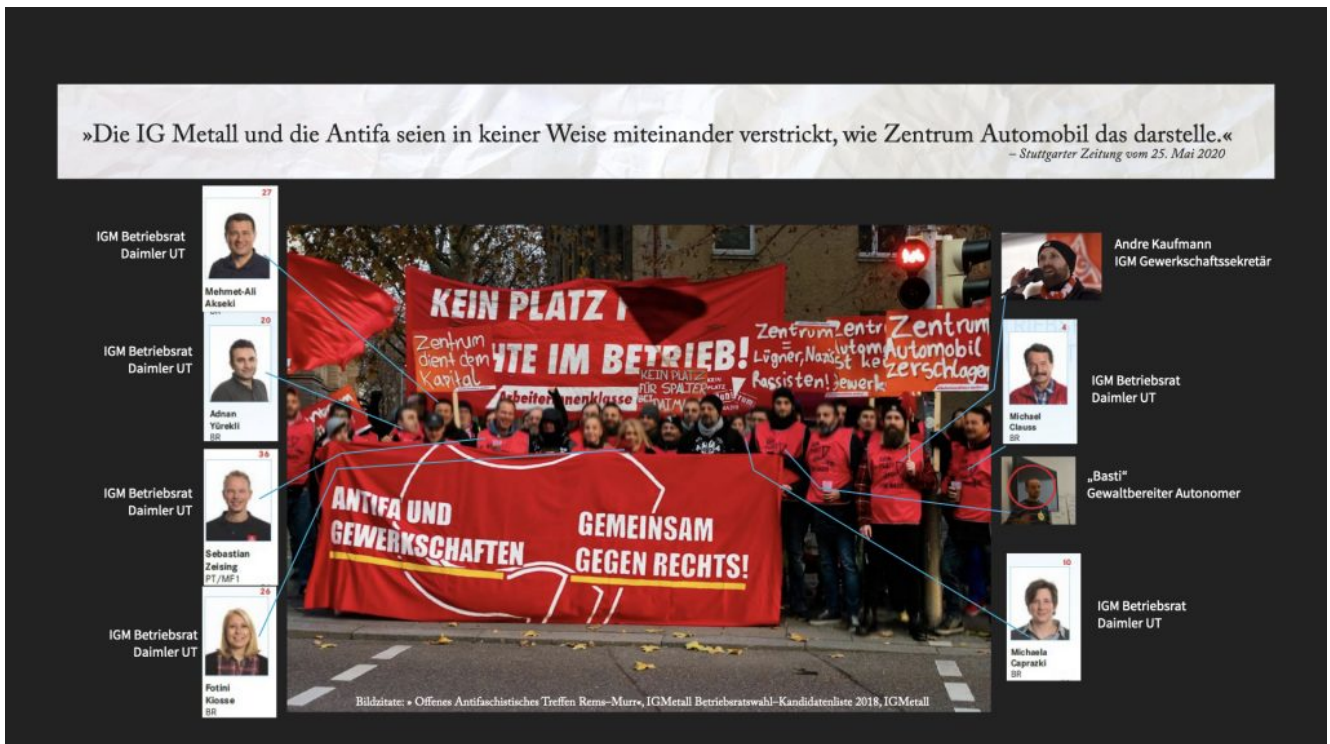 »Die IG Metall und die Antifa seien in keiner Weise miteinander verstrickt, wie Zentrum Automobil das darstelle.«
– Stuttgarter Zeitung vom 25. Mai 2020
IGM Betriebsrat
Daimler UT
27
Mehmet-Ali
Akseki
IGM Betriebsrat
Daimler UT
20
Adnan
Yürekli
BR
IGM Betriebsrat
Daimler UT
36
Sebastian
Zeising
PT/MF1
IGM Betriebsrat
Daimler UT
26
Fotini
Kiosse
BR
KEIN PLATZ
IM BETRIEB!
ArbeiterInnenklasse
Zentrum
dient dem
Kapital
KEIN PLATZ
FÜR SPALTER
BEI
Zentrum
=
Lügner, Nazis
Rassisten!
Zentrum
Automobil
zerschlagen
ANTIFA UND
GEWERKSCHAFTEN
GEMEINSAM
GEGEN RECHTS!
Bildzitate: » Offenes Antifaschistisches Treffen Rems–Murr«, IGMetall Betriebsratswahl–Kandidatenliste 2018, IGMetall
Andre Kaufmann
IGM Gewerkschaftssekretär
4
Michael
Clauss
BR
IGM Betriebsrat
Daimler UT
„Basti“
Gewaltbereiter Autonomer
10
Michaela
Caprazki
BR
IGM Betriebsrat
Daimler UT